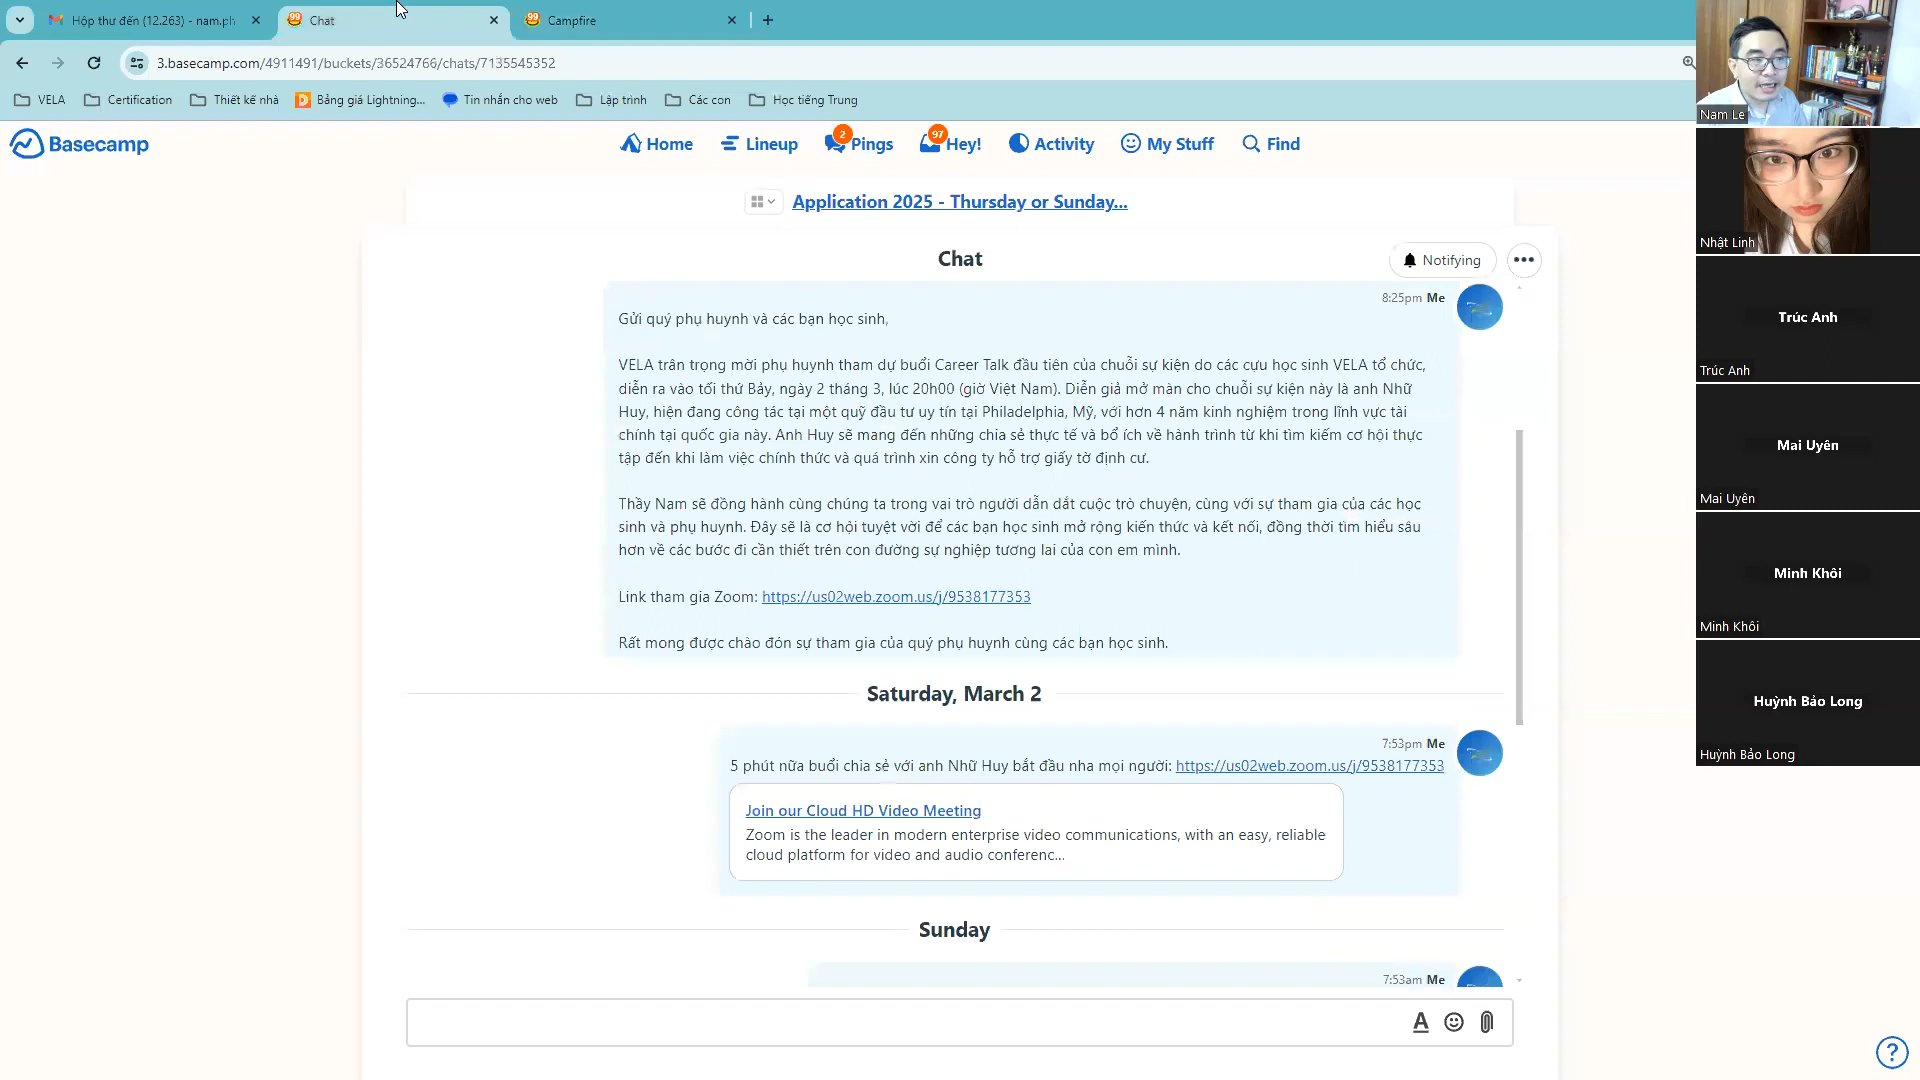 Hộp thư đến (12.263) - nam.ph
Chat
Campfire
3.basecamp.com/4911491/buckets/36524766/chats/7135545352
VELA
Certification
Thiết kế nhà
Bảng giá Lightning...
Tin nhắn cho web
Lập trình
Các con
Học tiếng Trung
Basecamp
Home
Lineup
2
Pings
97
Hey!
Activity
My Stuff
Find
Application 2025 - Thursday or Sunday...
Chat
Notifying
8:25pm Me
Gửi quý phụ huynh và các bạn học sinh,
VELA trân trọng mời phụ huynh tham dự buổi Career Talk đầu tiên của chuỗi sự kiện do các cựu học sinh VELA tổ chức,
diễn ra vào tối thứ Bảy, ngày 2 tháng 3, lúc 20h00 (giờ Việt Nam). Diễn giả mở màn cho chuỗi sự kiện này là anh Nhữ
Huy, hiện đang công tác tại một quỹ đầu tư uy tín tại Philadelphia, Mỹ, với hơn 4 năm kinh nghiệm trong lĩnh vực tài
chính tại quốc gia này. Anh Huy sẽ mang đến những chia sẻ thực tế và bổ ích về hành trình từ khi tìm kiếm cơ hội thực
tập đến khi làm việc chính thức và quá trình xin công ty hỗ trợ giấy tờ định cư.
Thầy Nam sẽ đồng hành cùng chúng ta trong vai trò người dẫn dắt cuộc trò chuyện, cùng với sự tham gia của các học
sinh và phụ huynh. Đây sẽ là cơ hội tuyệt vời để các bạn học sinh mở rộng kiến thức và kết nối, đồng thời tìm hiểu sâu
hơn về các bước đi cần thiết trên con đường sự nghiệp tương lai của con em mình.
Link tham gia Zoom: https://us02web.zoom.us/j/9538177353
Rất mong được chào đón sự tham gia của quý phụ huynh cùng các bạn học sinh.
Saturday, March 2
7:53pm Me
5 phút nữa buổi chia sẻ với anh Nhữ Huy bắt đầu nha mọi người: https://us02web.zoom.us/j/9538177353
Join our Cloud HD Video Meeting
Zoom is the leader in modern enterprise video communications, with an easy, reliable
cloud platform for video and audio conferenc...
Sunday
7:53am Me
Nam Le
Nhật Linh
Trúc Anh
Trúc Anh
Mai Uyên
Mai Uyên
Minh Khôi
Minh Khôi
Huỳnh Bảo Long
Huỳnh Bảo Long